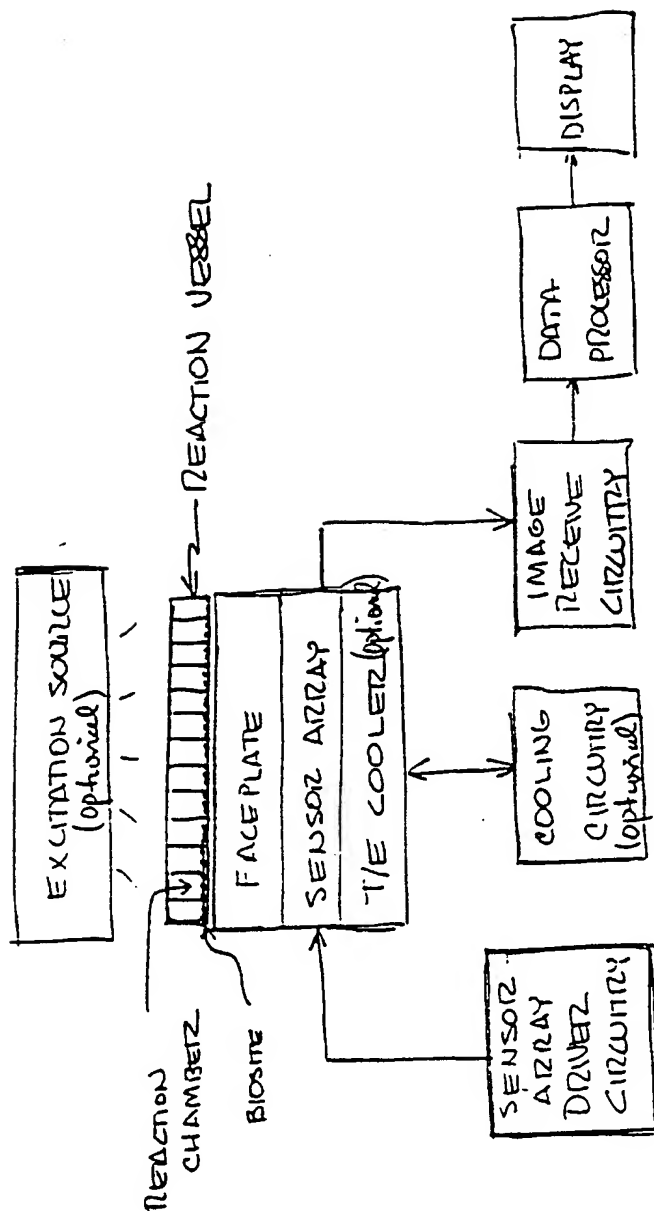 EXCITATION SOURCE
(optional)
REACTION VESSEL
REACTION
CHAMBER
BIOSITE
FACEPLATE
SENSOR ARRAY
T/E COOLER (optional)
SENSOR
ARRAY
DRIVER
CIRCUITRY
COOLING
CIRCUITRY
(optional)
IMAGE
RECEIVE
CIRCUITRY
DATA
PROCESSOR
DISPLAY